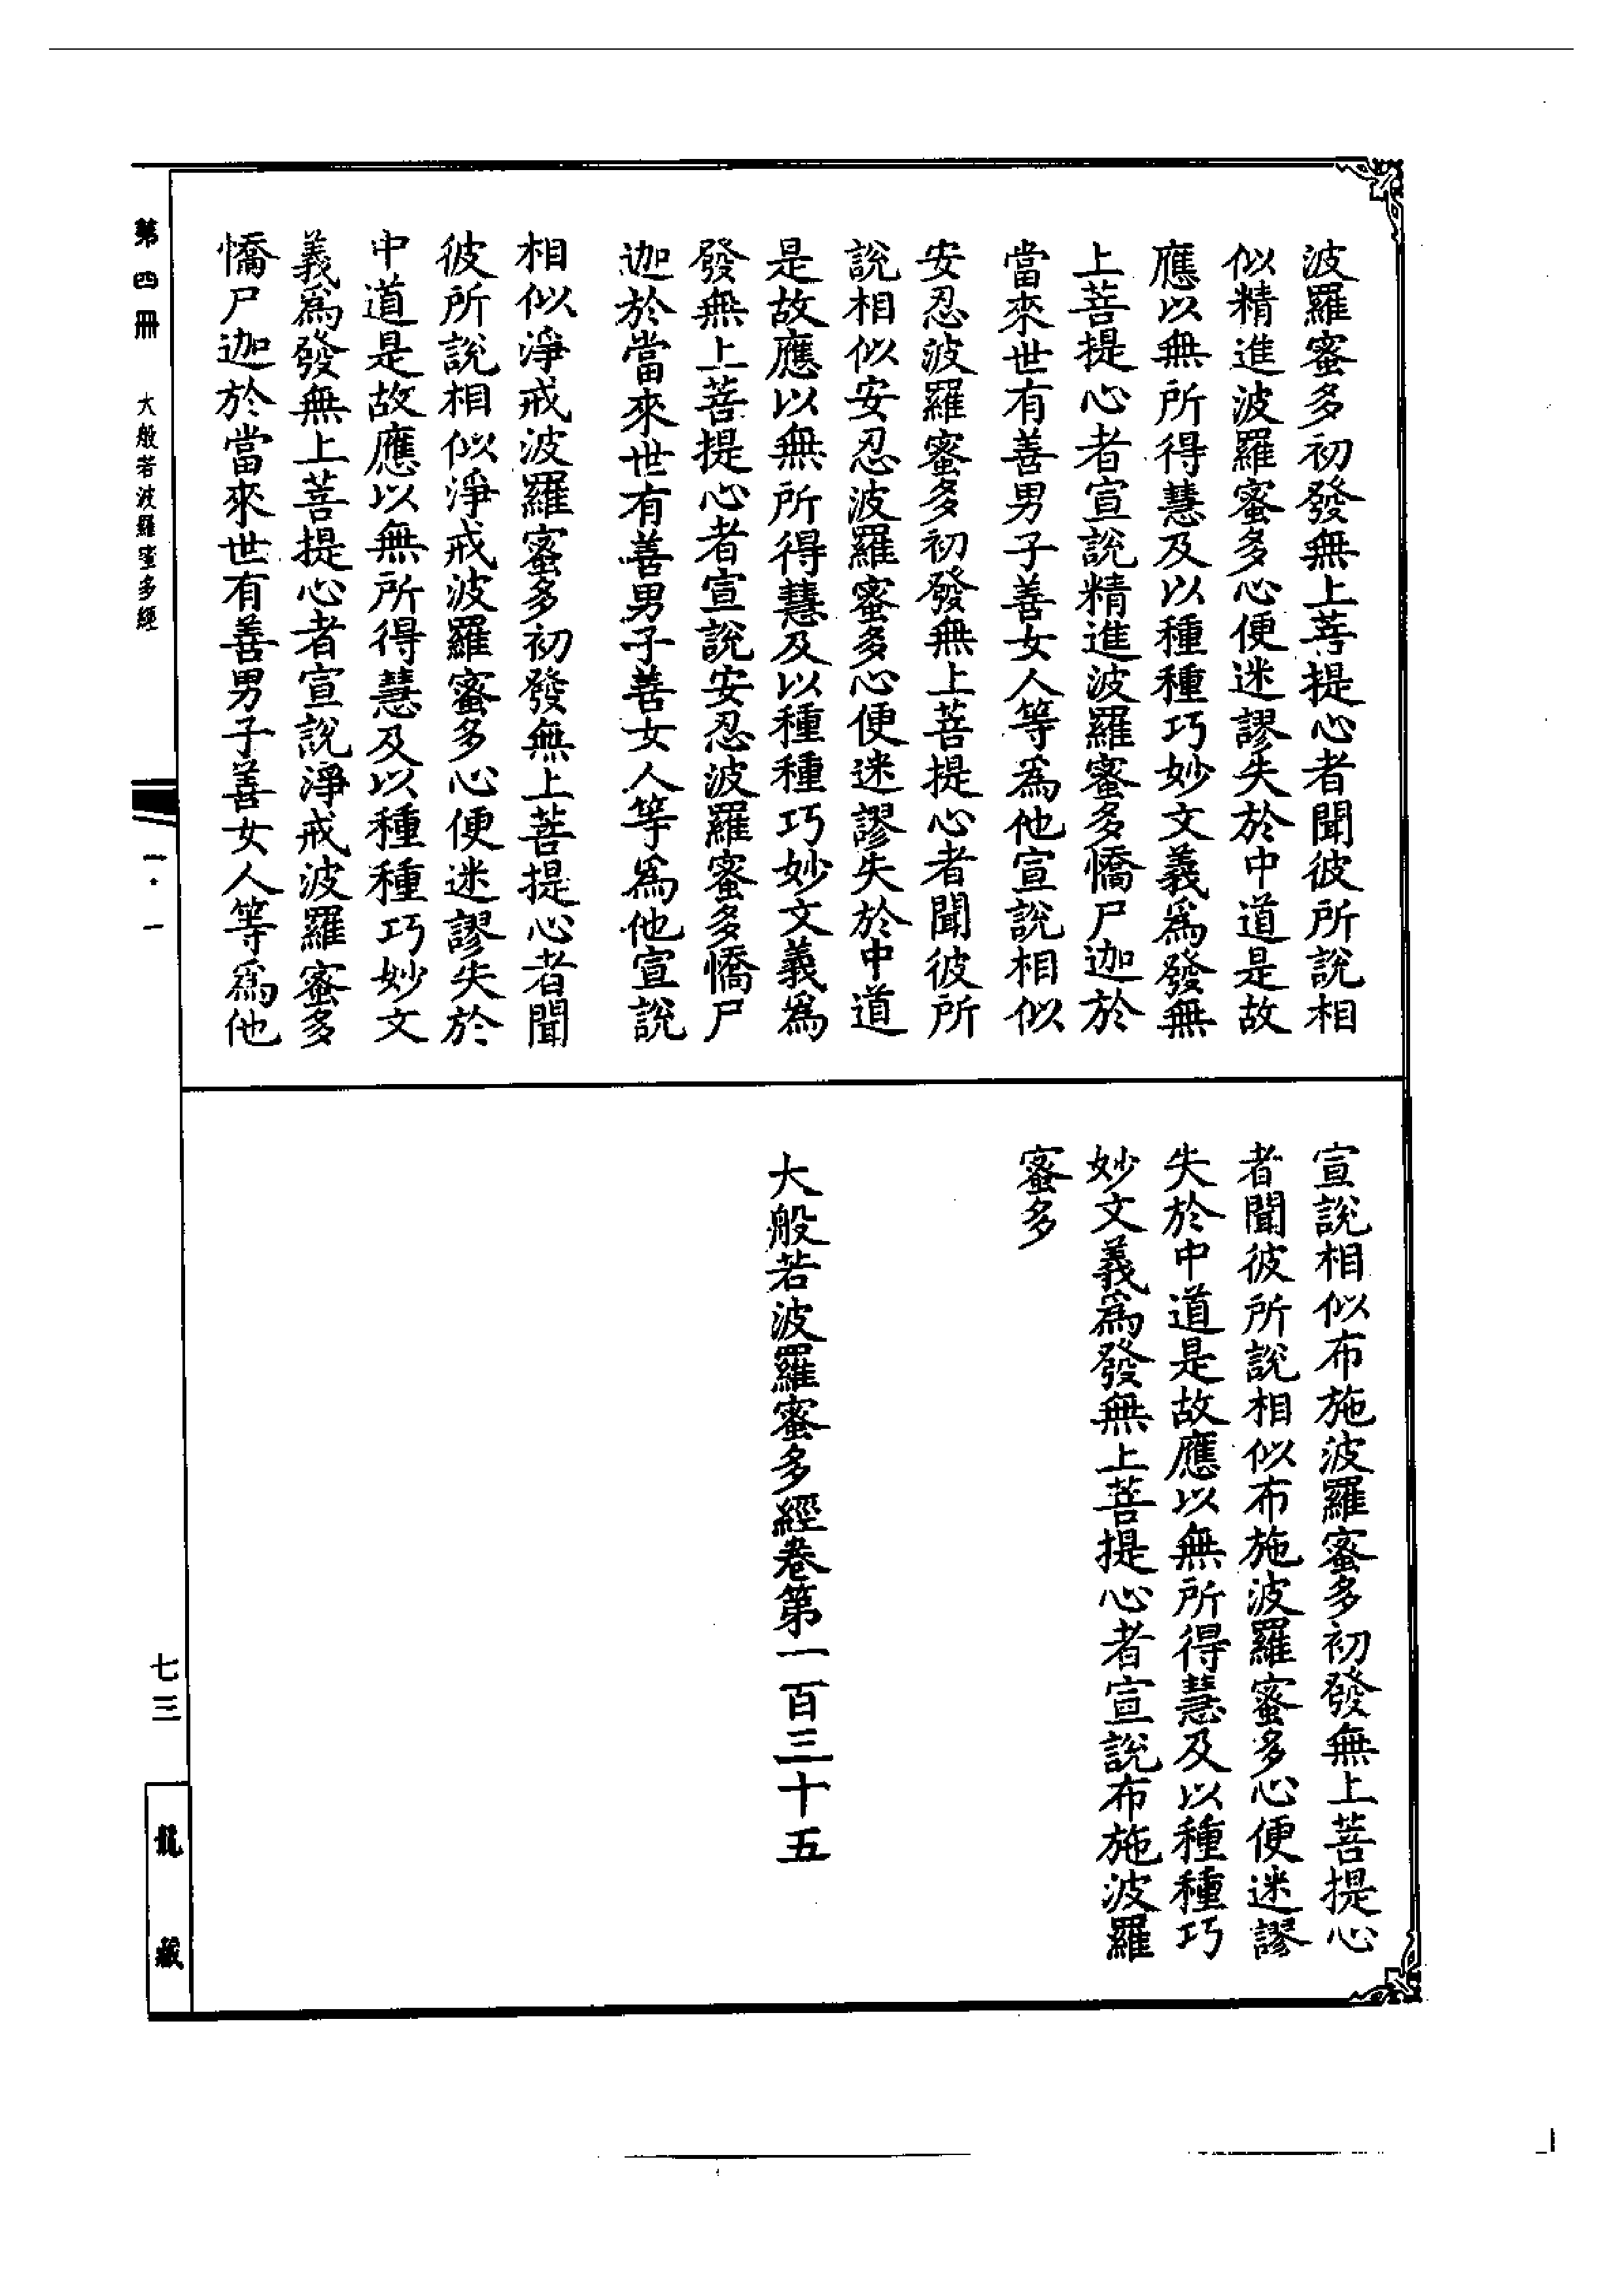 波羅蜜多初發無上菩提心者聞彼所說相
似精進波羅蜜多心便迷謬失於中道是故
應以無所得慧及以種種巧妙文義爲發無
上菩提心者宣說精進波羅蜜多憍尸迦於
當來世有善男子善女人等爲他宣說相似
安忍波羅蜜多初發無上菩提心者聞彼所
說相似安忍波羅蜜多心便迷謬失於中道
是故應以無所得慧及以種種巧妙文義爲
發無上菩提心者宣說安忍波羅蜜多憍尸
迦於當來世有善男子善女人等爲他宣說
相似淨戒波羅蜜多初發無上菩提心者聞
彼所說相似淨戒波羅蜜多心便迷謬失於
中道是故應以無所得慧及以種種巧妙文
義爲發無上菩提心者宣說淨戒波羅蜜多
憍尸迦於當來世有善男子善女人等爲他
宣說相似布施波羅蜜多初發無上菩提心
者聞彼所說相似布施波羅蜜多心便迷謬
失於中道是故應以無所得慧及以種種巧
妙文義爲發無上菩提心者宣說布施波羅
蜜多
大般若波羅蜜多經卷第一百三十五
第四冊 大般若波羅蜜多經 一·一 七三 龍藏